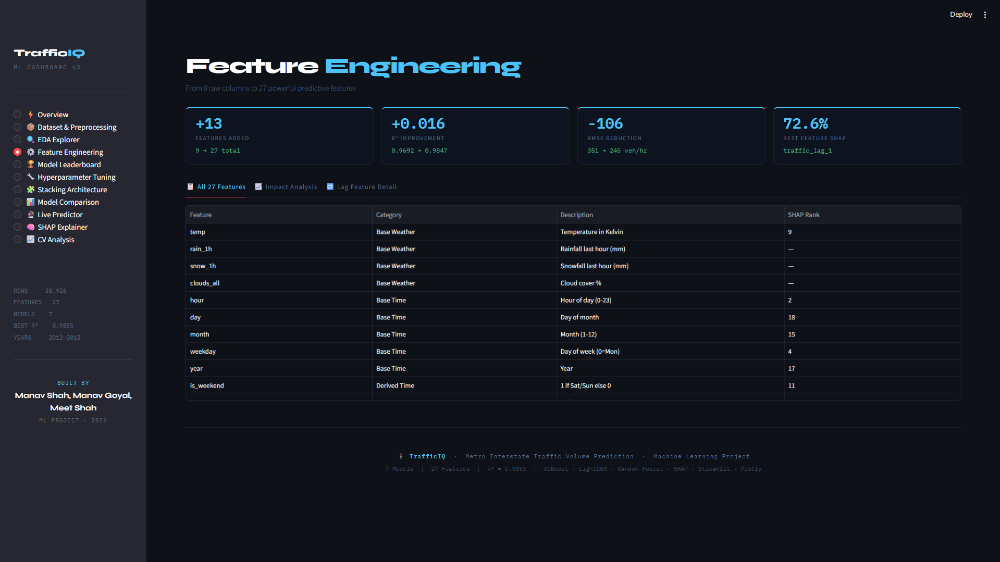 Deploy
TrafficIQ
ML DASHBOARD v3
Overview
Dataset & Preprocessing
EDA Explorer
Feature Engineering
Model Leaderboard
Hyperparameter Tuning
Stacking Architecture
Model Comparison
Live Predictor
SHAP Explainer
CV Analysis
ROWS 38,926
FEATURES 27
MODELS 7
BEST R² 0.9855
YEARS 2012–2018
BUILT BY
Manav Shah, Manav Goyal,
Meet Shah
ML PROJECT · 2026
Feature Engineering
From 9 raw columns to 27 powerful predictive features
+13
FEATURES ADDED
9 → 27 total
+0.016
R² IMPROVEMENT
0.9692 → 0.9847
-106
RMSE REDUCTION
351 → 245 veh/hr
72.6%
BEST FEATURE SHAP
traffic_lag_1
All 27 Features Impact Analysis Lag Feature Detail
Feature Category Description SHAP Rank
temp Base Weather Temperature in Kelvin 9
rain_1h Base Weather Rainfall last hour (mm) —
snow_1h Base Weather Snowfall last hour (mm) —
clouds_all Base Weather Cloud cover % —
hour Base Time Hour of day (0-23) 2
day Base Time Day of month 18
month Base Time Month (1-12) 15
weekday Base Time Day of week (0=Mon) 4
year Base Time Year 17
is_weekend Derived Time 1 if Sat/Sun else 0 11
TrafficIQ · Metro Interstate Traffic Volume Prediction · Machine Learning Project
7 Models | 27 Features | R² = 0.9853 | XGBoost · LightGBM · Random Forest · SHAP · Streamlit · Plotly